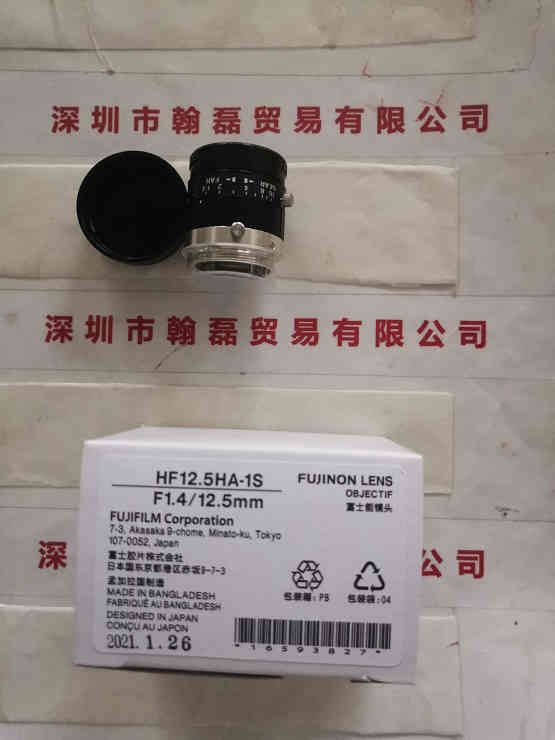 深圳市翰磊贸易有限公司
NEAR FAR
深圳市翰磊贸易有限公司
HF12.5HA-1S
F1.4/12.5mm
FUJINON LENS
OBJECTIF
富士能镜头
FUJIFILM Corporation
7-3, Akasaka 9-chome, Minato-ku, Tokyo
107-0052, Japan
富士胶片株式会社
日本国东京都港区赤坂9-7-3
孟加拉国制造
MADE IN BANGLADESH
FABRIQUÉ AU BANGLADESH
DESIGNED IN JAPAN
CONÇU AU JAPON
2021. 1. 26
包装箱: PB
包装袋: 04
*16593827*
深
司